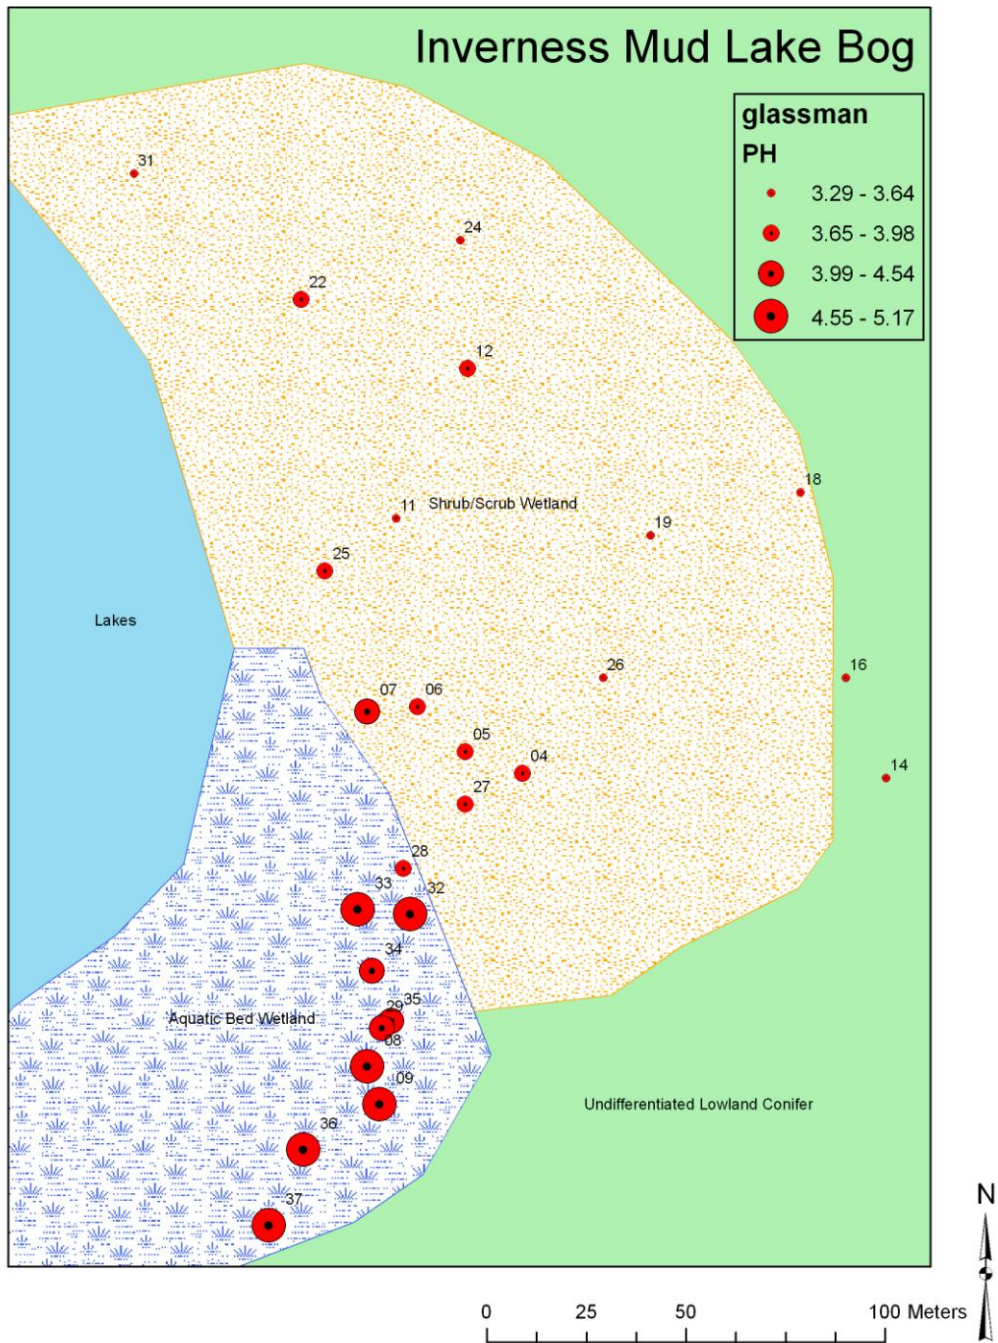 Inverness Mud Lake Bog
glassman
PH
3.29 - 3.64
3.65 - 3.98
3.99 - 4.54
4.55 - 5.17
31
24
22
12
18
11
Shrub/Scrub Wetland
19
25
Lakes
26
16
07
06
05
04
14
27
28
33
32
34
35
29
Aquatic Bed Wetland
08
09
Undifferentiated Lowland Conifer
36
N
37
0 25 50 100 Meters